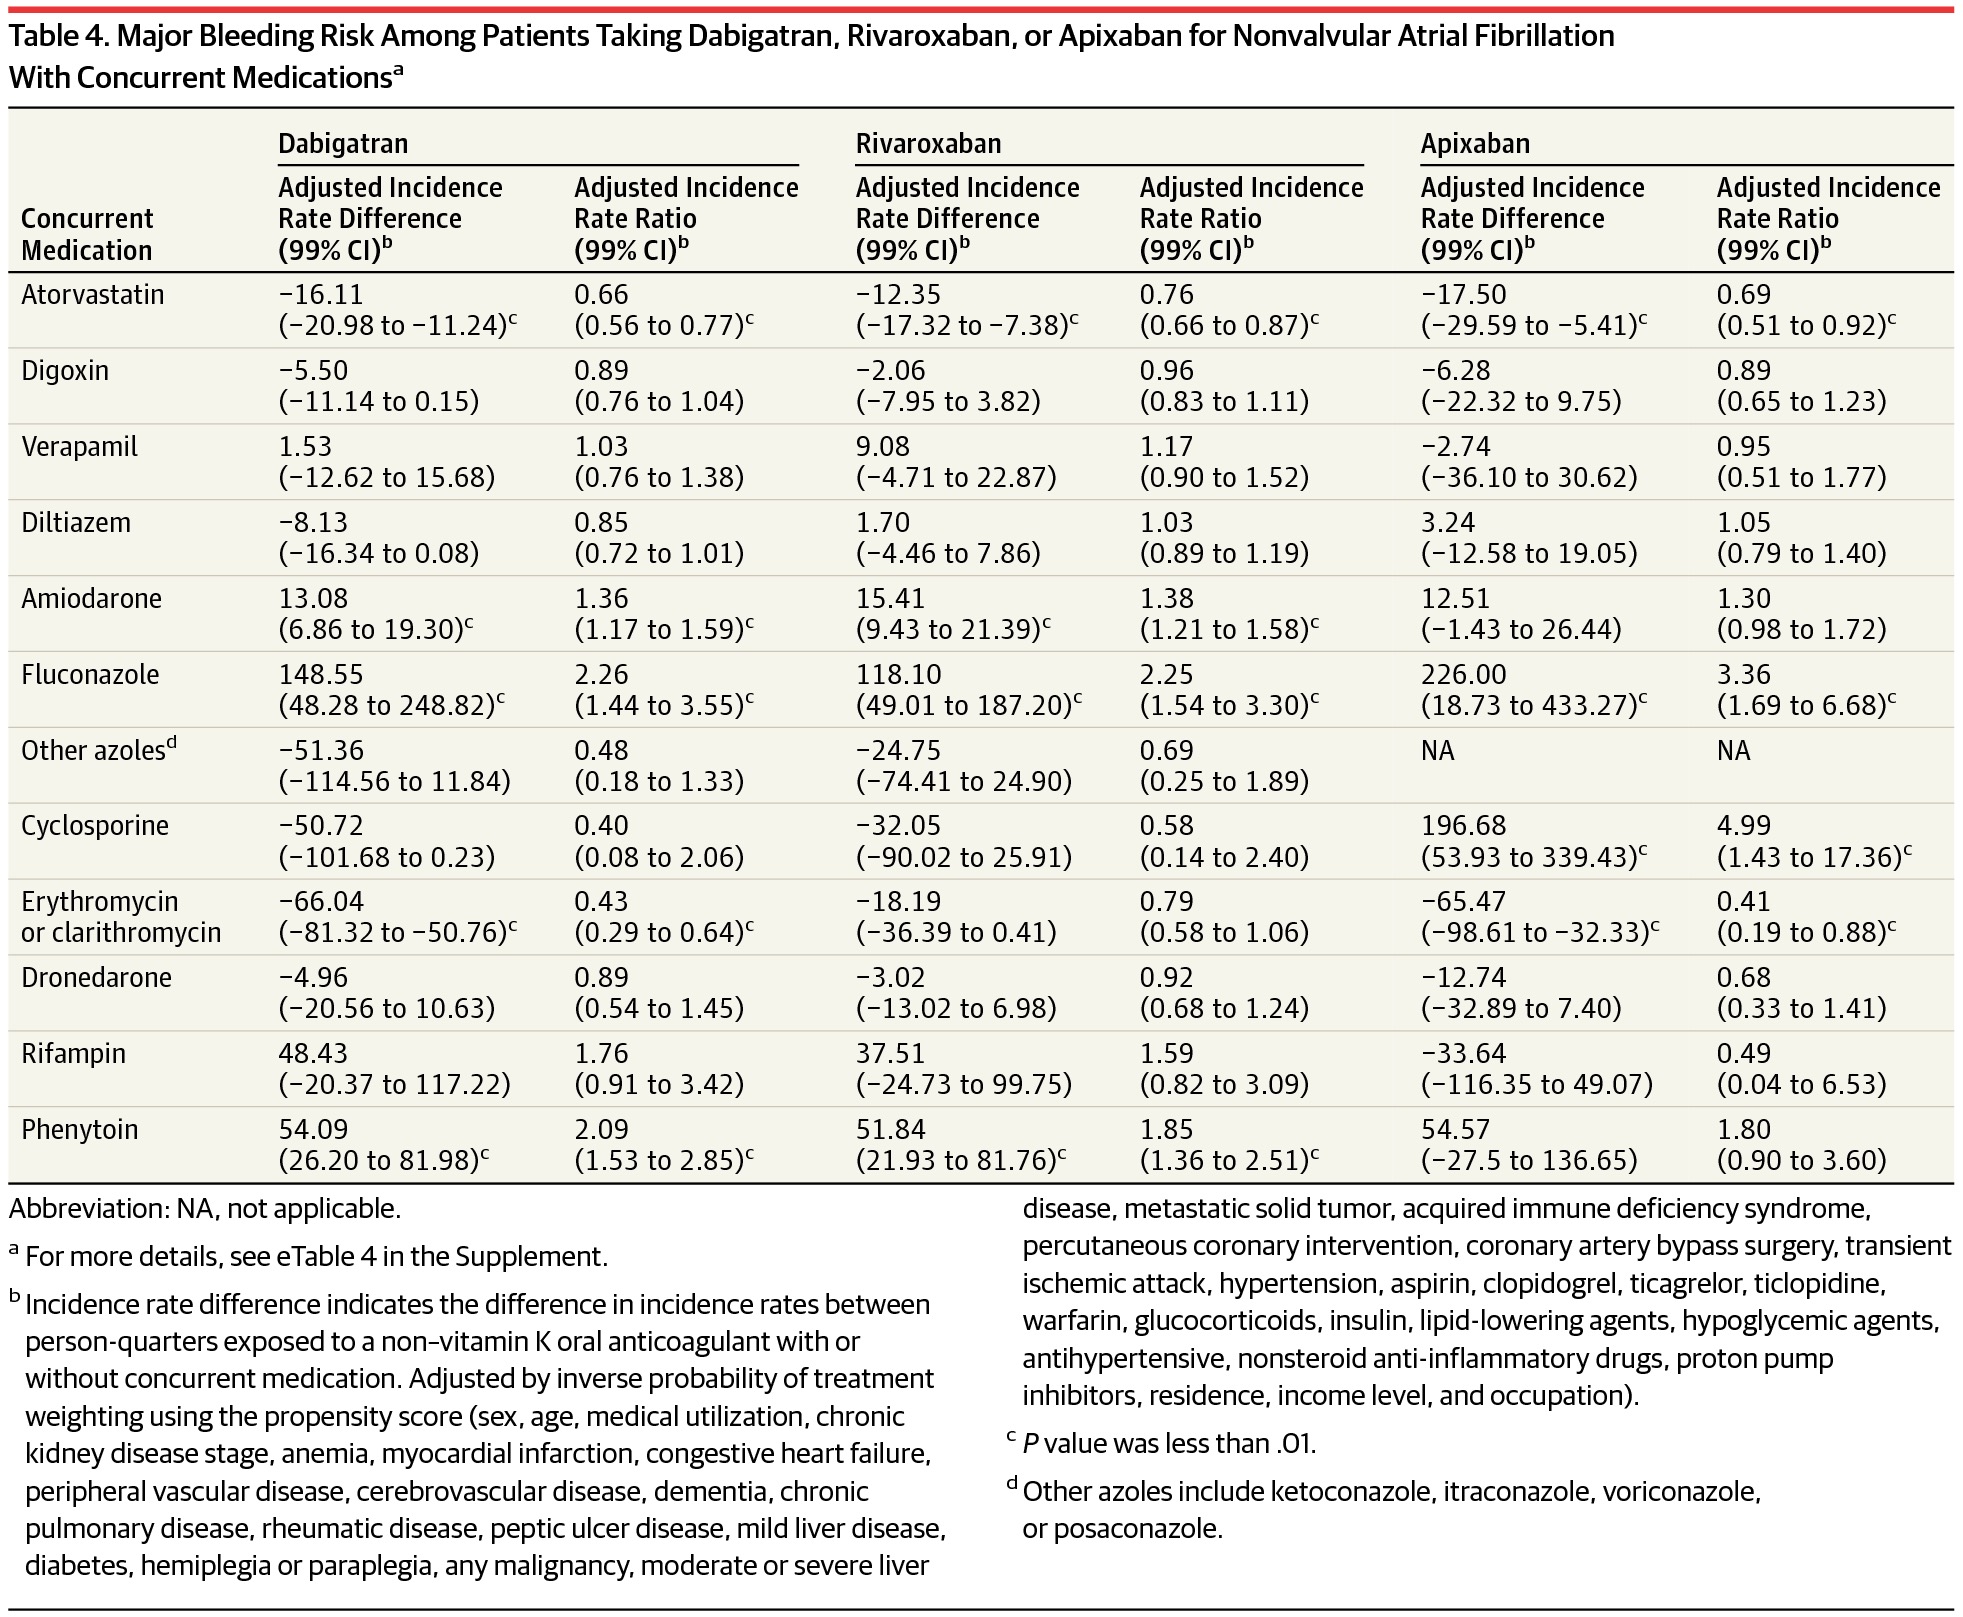 Table 4. Major Bleeding Risk Among Patients Taking Dabigatran, Rivaroxaban, or Apixaban for Nonvalvular Atrial Fibrillation
With Concurrent Medicationsa
Dabigatran Rivaroxaban Apixaban
Concurrent
Medication
Adjusted Incidence
Rate Difference
(99% CI)b
Adjusted Incidence
Rate Ratio
(99% CI)b
Adjusted Incidence
Rate Difference
(99% CI)b
Adjusted Incidence
Rate Ratio
(99% CI)b
Adjusted Incidence
Rate Difference
(99% CI)b
Adjusted Incidence
Rate Ratio
(99% CI)b
Atorvastatin −16.11 0.66 −12.35 0.76 −17.50 0.69
(−20.98 to −11.24)c (0.56 to 0.77)c (−17.32 to −7.38)c (0.66 to 0.87)c (−29.59 to −5.41)c (0.51 to 0.92)c
Digoxin −5.50 0.89 −2.06 0.96 −6.28 0.89
(−11.14 to 0.15) (0.76 to 1.04) (−7.95 to 3.82) (0.83 to 1.11) (−22.32 to 9.75) (0.65 to 1.23)
Verapamil 1.53 1.03 9.08 1.17 −2.74 0.95
(−12.62 to 15.68) (0.76 to 1.38) (−4.71 to 22.87) (0.90 to 1.52) (−36.10 to 30.62) (0.51 to 1.77)
Diltiazem −8.13 0.85 1.70 1.03 3.24 1.05
(−16.34 to 0.08) (0.72 to 1.01) (−4.46 to 7.86) (0.89 to 1.19) (−12.58 to 19.05) (0.79 to 1.40)
Amiodarone 13.08 1.36 15.41 1.38 12.51 1.30
(6.86 to 19.30)c (1.17 to 1.59)c (9.43 to 21.39)c (1.21 to 1.58)c (−1.43 to 26.44) (0.98 to 1.72)
Fluconazole 148.55 2.26 118.10 2.25 226.00 3.36
(48.28 to 248.82)c (1.44 to 3.55)c (49.01 to 187.20)c (1.54 to 3.30)c (18.73 to 433.27)c (1.69 to 6.68)c
Other azolesd −51.36 0.48 −24.75 0.69 NA NA
(−114.56 to 11.84) (0.18 to 1.33) (−74.41 to 24.90) (0.25 to 1.89)
Cyclosporine −50.72 0.40 −32.05 0.58 196.68 4.99
(−101.68 to 0.23) (0.08 to 2.06) (−90.02 to 25.91) (0.14 to 2.40) (53.93 to 339.43)c (1.43 to 17.36)c
Erythromycin −66.04 0.43 −18.19 0.79 −65.47 0.41
or clarithromycin (−81.32 to −50.76)c (0.29 to 0.64)c (−36.39 to 0.41) (0.58 to 1.06) (−98.61 to −32.33)c (0.19 to 0.88)c
Dronedarone −4.96 0.89 −3.02 0.92 −12.74 0.68
(−20.56 to 10.63) (0.54 to 1.45) (−13.02 to 6.98) (0.68 to 1.24) (−32.89 to 7.40) (0.33 to 1.41)
Rifampin 48.43 1.76 37.51 1.59 −33.64 0.49
(−20.37 to 117.22) (0.91 to 3.42) (−24.73 to 99.75) (0.82 to 3.09) (−116.35 to 49.07) (0.04 to 6.53)
Phenytoin 54.09 2.09 51.84 1.85 54.57 1.80
(26.20 to 81.98)c (1.53 to 2.85)c (21.93 to 81.76)c (1.36 to 2.51)c (−27.5 to 136.65) (0.90 to 3.60)
Abbreviation: NA, not applicable.
a For more details, see eTable 4 in the Supplement.
b Incidence rate difference indicates the difference in incidence rates between
person-quarters exposed to a non–vitamin K oral anticoagulant with or
without concurrent medication. Adjusted by inverse probability of treatment
weighting using the propensity score (sex, age, medical utilization, chronic
kidney disease stage, anemia, myocardial infarction, congestive heart failure,
peripheral vascular disease, cerebrovascular disease, dementia, chronic
pulmonary disease, rheumatic disease, peptic ulcer disease, mild liver disease,
diabetes, hemiplegia or paraplegia, any malignancy, moderate or severe liver
disease, metastatic solid tumor, acquired immune deficiency syndrome,
percutaneous coronary intervention, coronary artery bypass surgery, transient
ischemic attack, hypertension, aspirin, clopidogrel, ticagrelor, ticlopidine,
warfarin, glucocorticoids, insulin, lipid-lowering agents, hypoglycemic agents,
antihypertensive, nonsteroid anti-inflammatory drugs, proton pump
inhibitors, residence, income level, and occupation).
c P value was less than .01.
d Other azoles include ketoconazole, itraconazole, voriconazole,
or posaconazole.